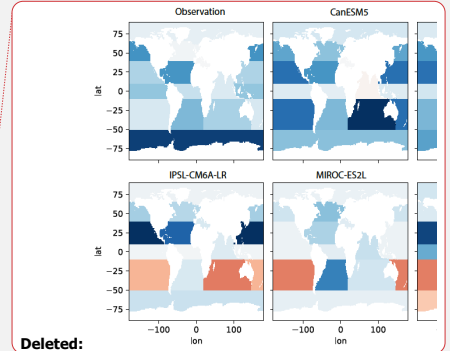 Observation CanESM5
75
50
25
0
−25
−50
−75
lat
IPSL-CM6A-LR MIROC-ES2L
75
50
25
0
−25
−50
−75
lat
−100 0 100 −100 0 100
lon lon
Deleted: